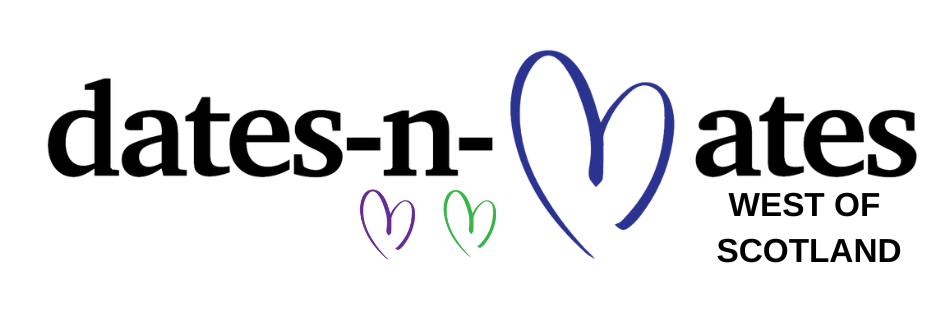 dates-n-mates
WEST OF
SCOTLAND